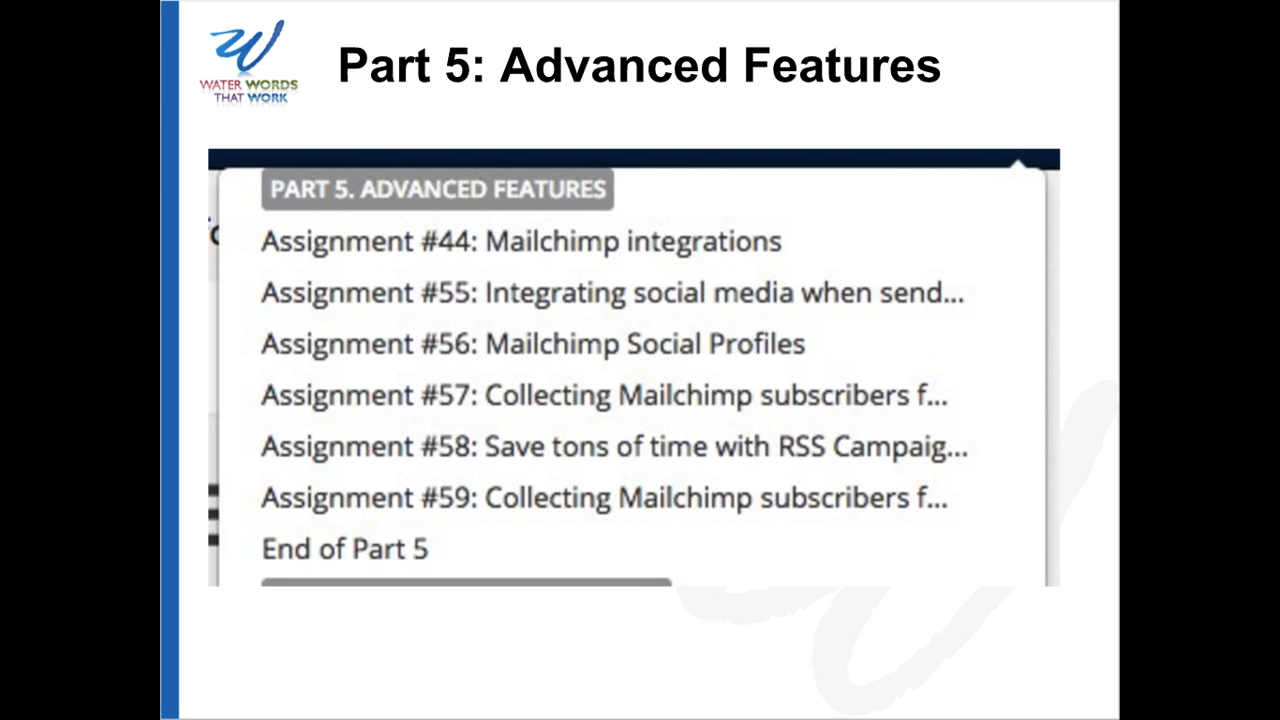 WATER WORDS
THAT WORK
Part 5: Advanced Features
PART 5. ADVANCED FEATURES
Assignment #44: Mailchimp integrations
Assignment #55: Integrating social media when send...
Assignment #56: Mailchimp Social Profiles
Assignment #57: Collecting Mailchimp subscribers f...
Assignment #58: Save tons of time with RSS Campaig...
Assignment #59: Collecting Mailchimp subscribers f...
End of Part 5